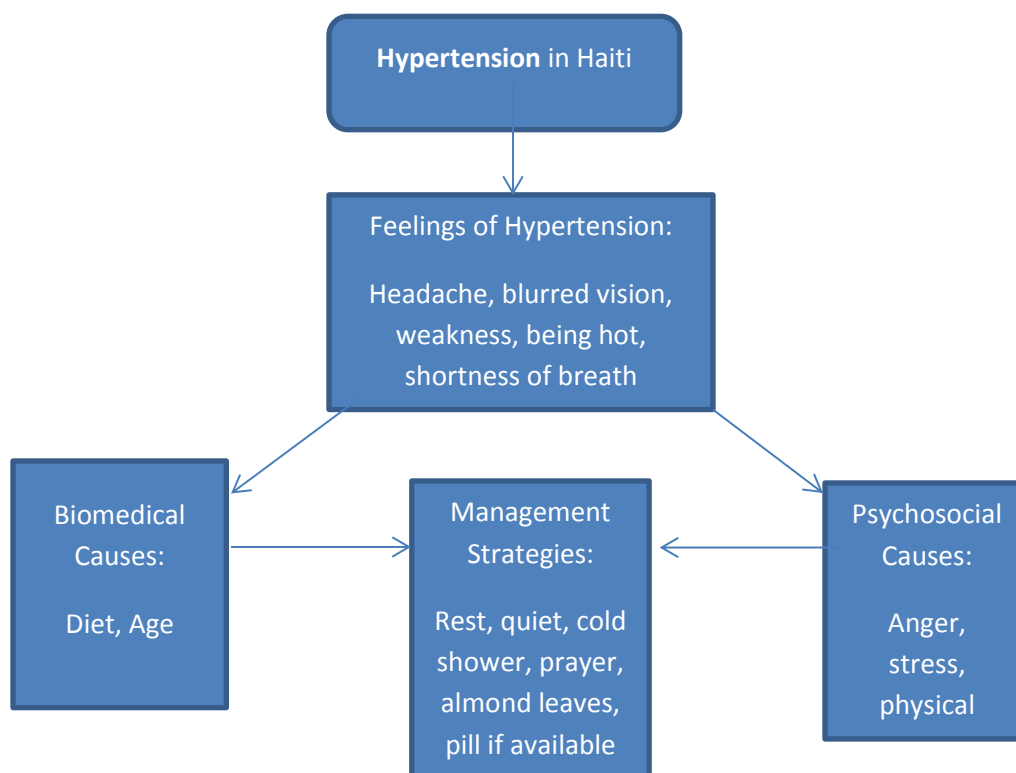 Hypertension in Haiti
Feelings of Hypertension:
Headache, blurred vision,
weakness, being hot,
shortness of breath
Biomedical
Causes:
Diet, Age
Management
Strategies:
Rest, quiet, cold
shower, prayer,
almond leaves,
pill if available
Psychosocial
Causes:
Anger,
stress,
physical